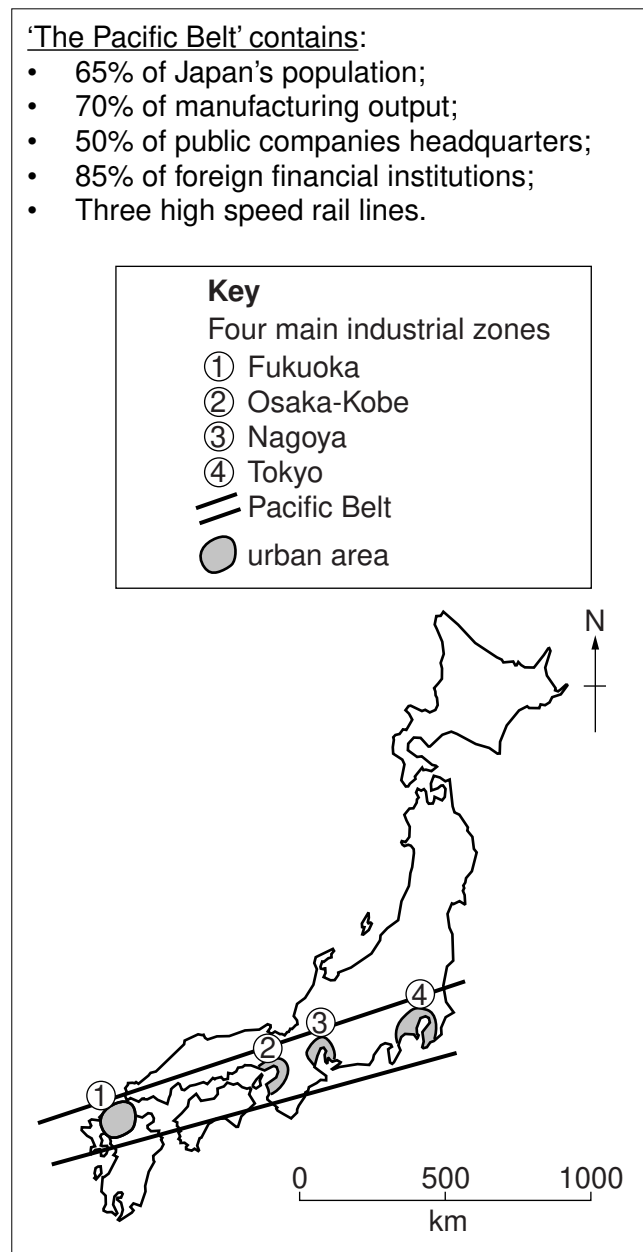 ‘The Pacific Belt’ contains:
• 65% of Japan’s population;
• 70% of manufacturing output;
• 50% of public companies headquarters;
• 85% of foreign financial institutions;
• Three high speed rail lines.
Key
Four main industrial zones
1 Fukuoka
2 Osaka-Kobe
3 Nagoya
4 Tokyo
Pacific Belt
urban area
N
4
3
2
1
0 500 1000
km